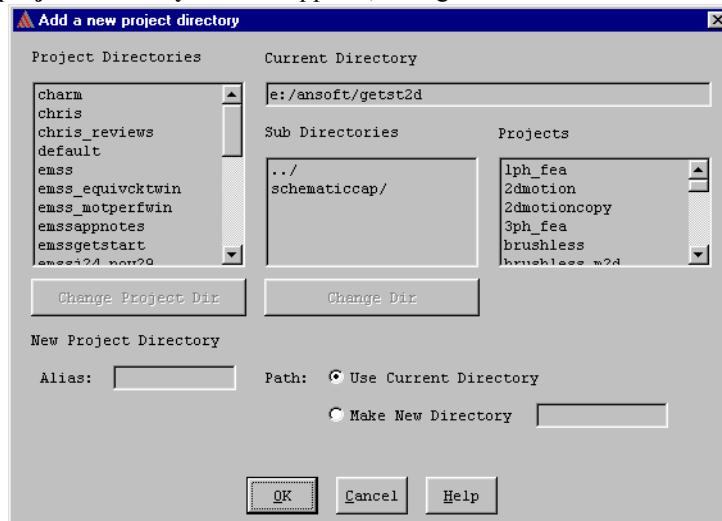 Add a new project directory
Project Directories
charm
chris
chris_reviews
default
emss
emss_equivcktwin
emss_motperfwin
emssappnotes
emssgetstart
emssi24_nov29
Change Project Dir
Current Directory
e:/ansoft/getst2d
Sub Directories
../
schematiccap/
Change Dir
Projects
1ph_fea
2dmotion
2dmotioncopy
3ph_fea
brushless
brushless_m2d
New Project Directory
Alias:
Path:
Use Current Directory
Make New Directory
OK
Cancel
Help